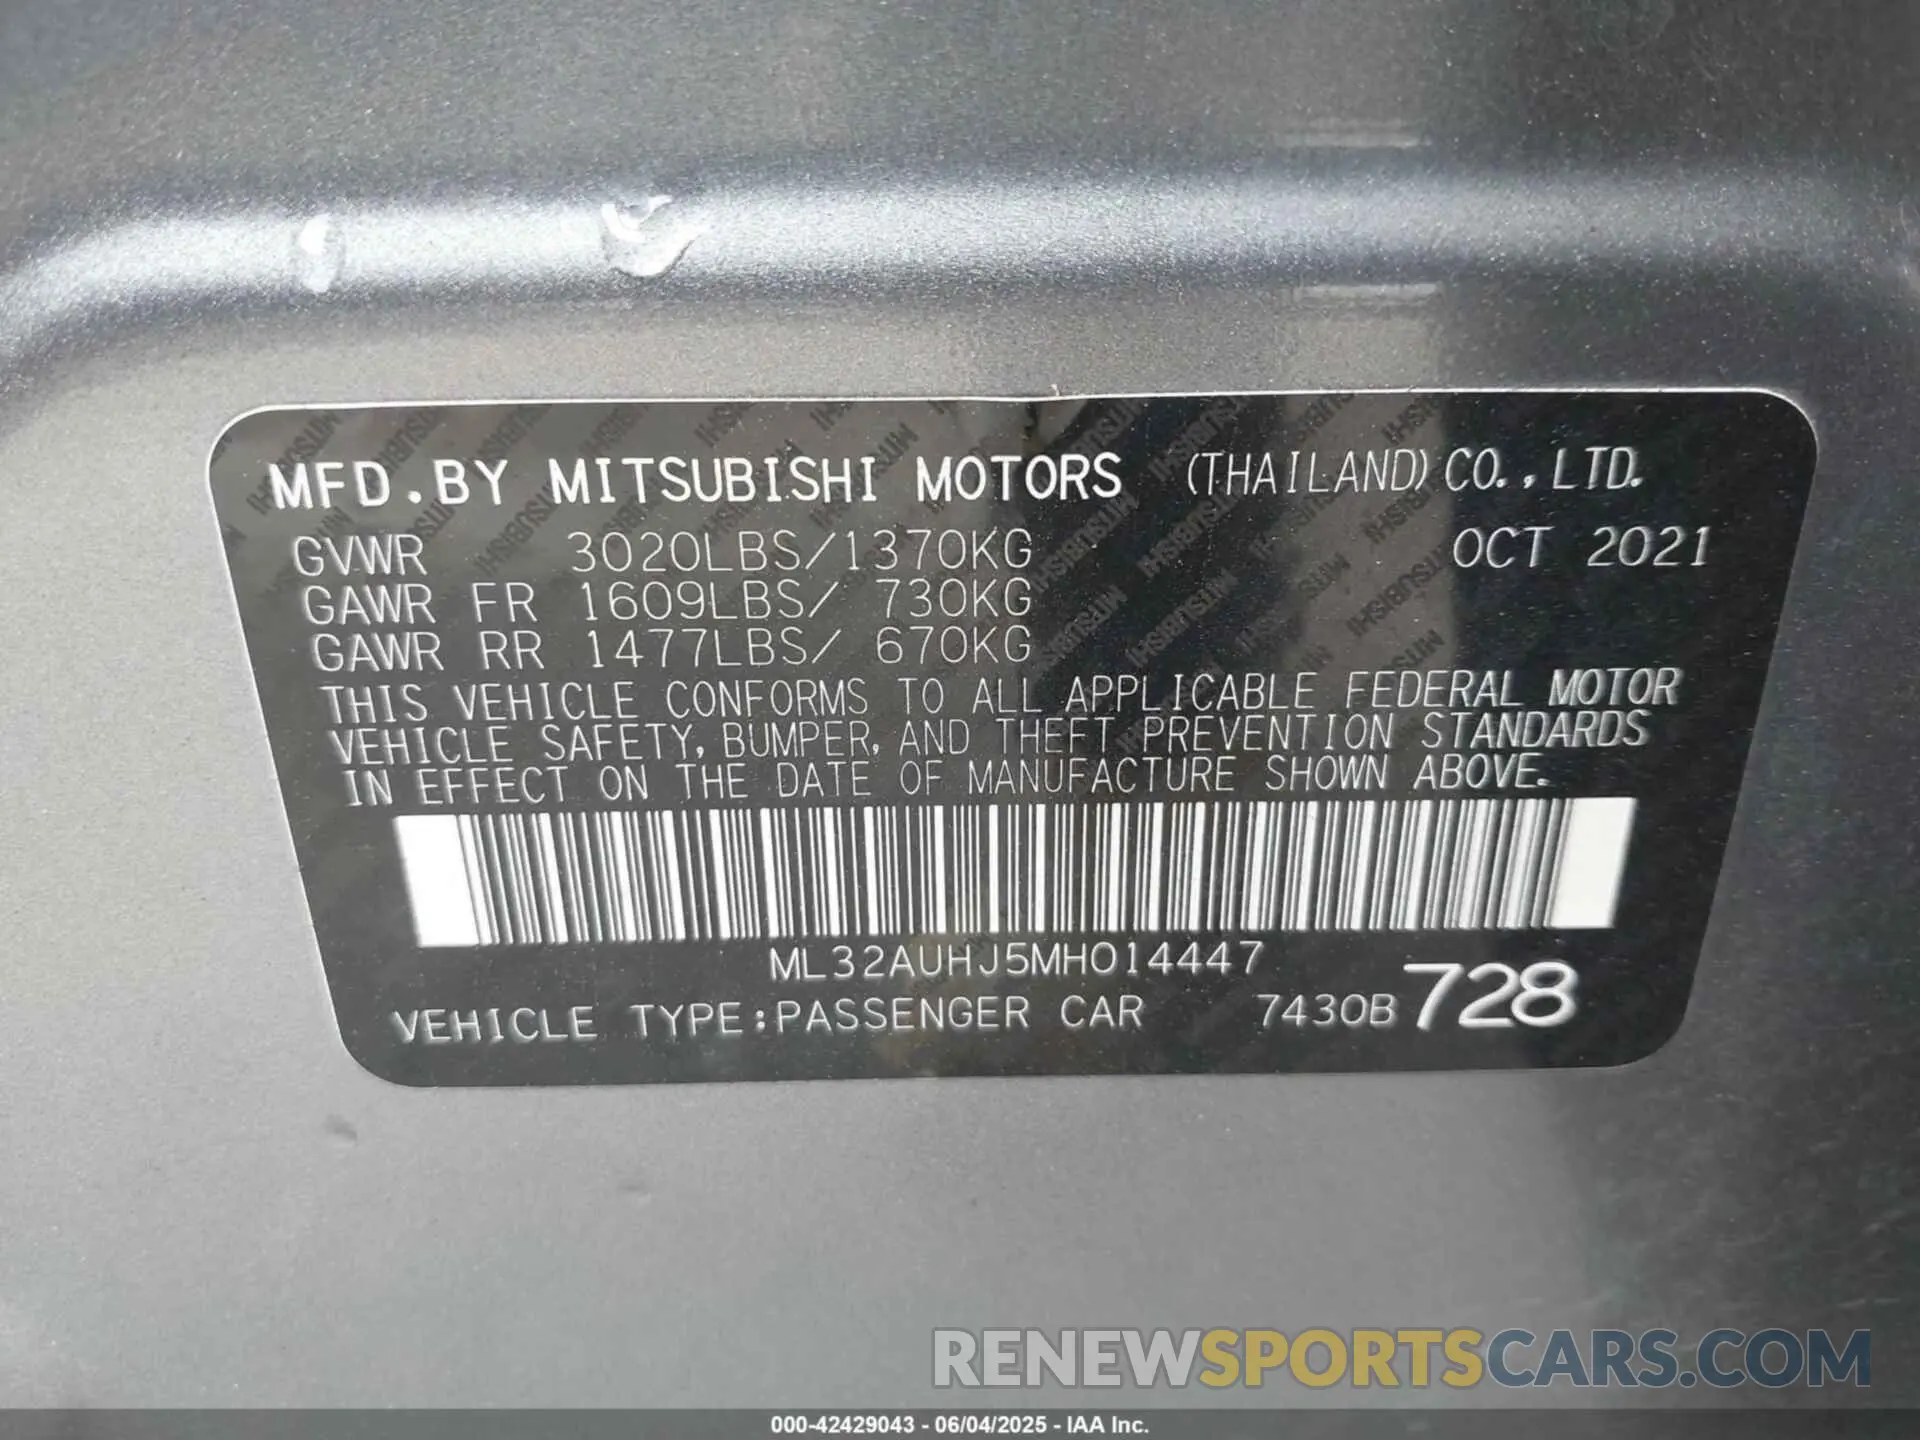 MFD.BY MITSUBISHI MOTORS (THAILAND) CO.,LTD.
GVWR 3020LBS/1370KG OCT 2021
GAWR FR 1609LBS/ 730KG
GAWR RR 1477LBS/ 670KG
THIS VEHICLE CONFORMS TO ALL APPLICABLE FEDERAL MOTOR
VEHICLE SAFETY, BUMPER, AND THEFT PREVENTION STANDARDS
IN EFFECT ON THE DATE OF MANUFACTURE SHOWN ABOVE.
ML32AUHJ5MH014447
VEHICLE TYPE:PASSENGER CAR 7430B 728
RENEWSPORTSCARS.COM
000-42429043 - 06/04/2025 - IAA Inc.